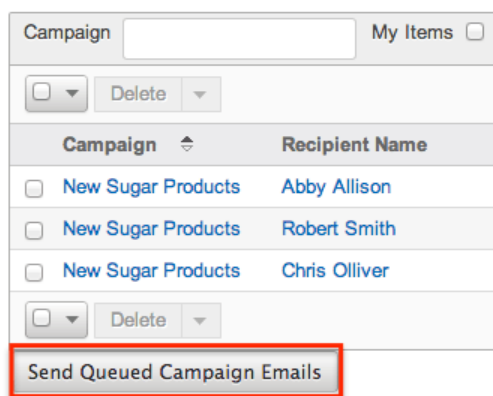 Campaign My Items
Delete
Campaign Recipient Name
New Sugar Products Abby Allison
New Sugar Products Robert Smith
New Sugar Products Chris Olliver
Delete
Send Queued Campaign Emails